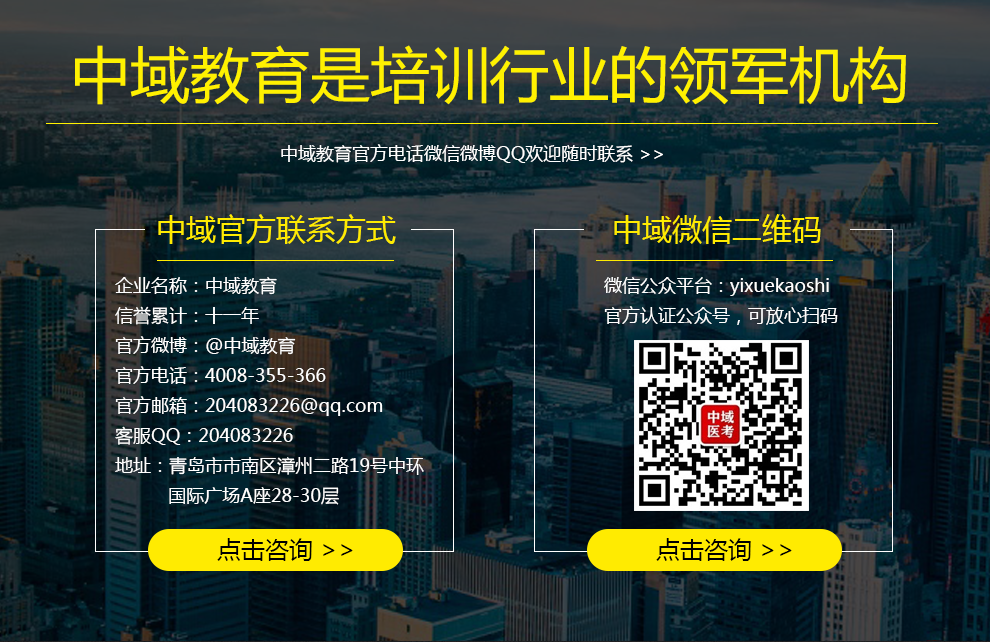 中域教育是培训行业的领军机构
中域教育官方电话微信微博QQ欢迎随时联系 >>
中域官方联系方式
企业名称：中域教育
信誉累计：十一年
官方微博：@中域教育
官方电话：4008-355-366
官方邮箱：204083226@qq.com
客服QQ：204083226
地址：青岛市市南区漳州二路19号中环
国际广场A座28-30层
点击咨询 >>
中域微信二维码
微信公众平台：yixuekaoshi
官方认证公众号，可放心扫码
中域
医考
点击咨询 >>